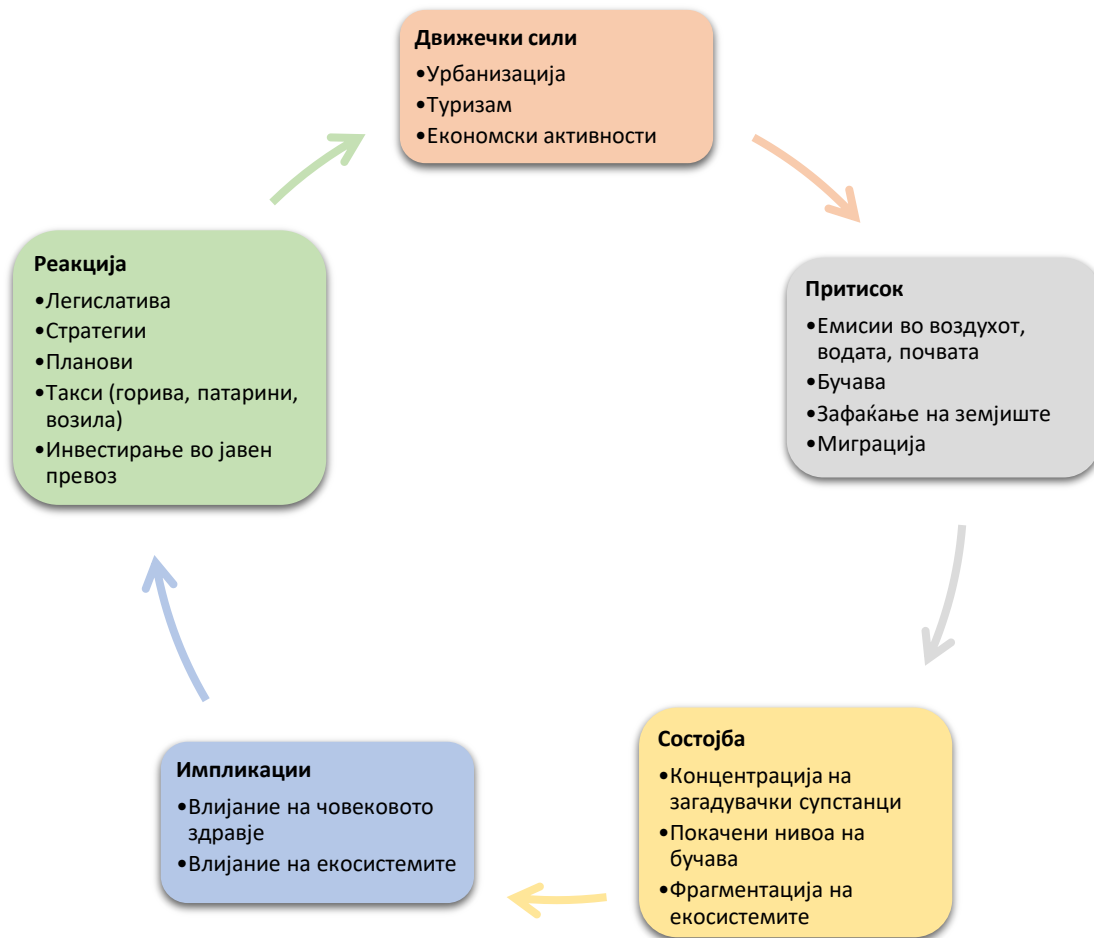 Движечки сили
•Урбанизација
•Туризам
•Економски активности
Притисок
•Емисии во воздухот,
водата, почвата
•Бучава
•Зафаќање на земјиште
•Миграција
Состојба
•Концентрација на
загадувачки супстанци
•Покачени нивоа на
бучава
•Фрагментација на
екосистемите
Импликации
•Влијание на човековото
здравје
•Влијание на екосистемите
Реакција
•Легислатива
•Стратегии
•Планови
•Такси (горива, патарини,
возила)
•Инвестирање во јавен
превоз